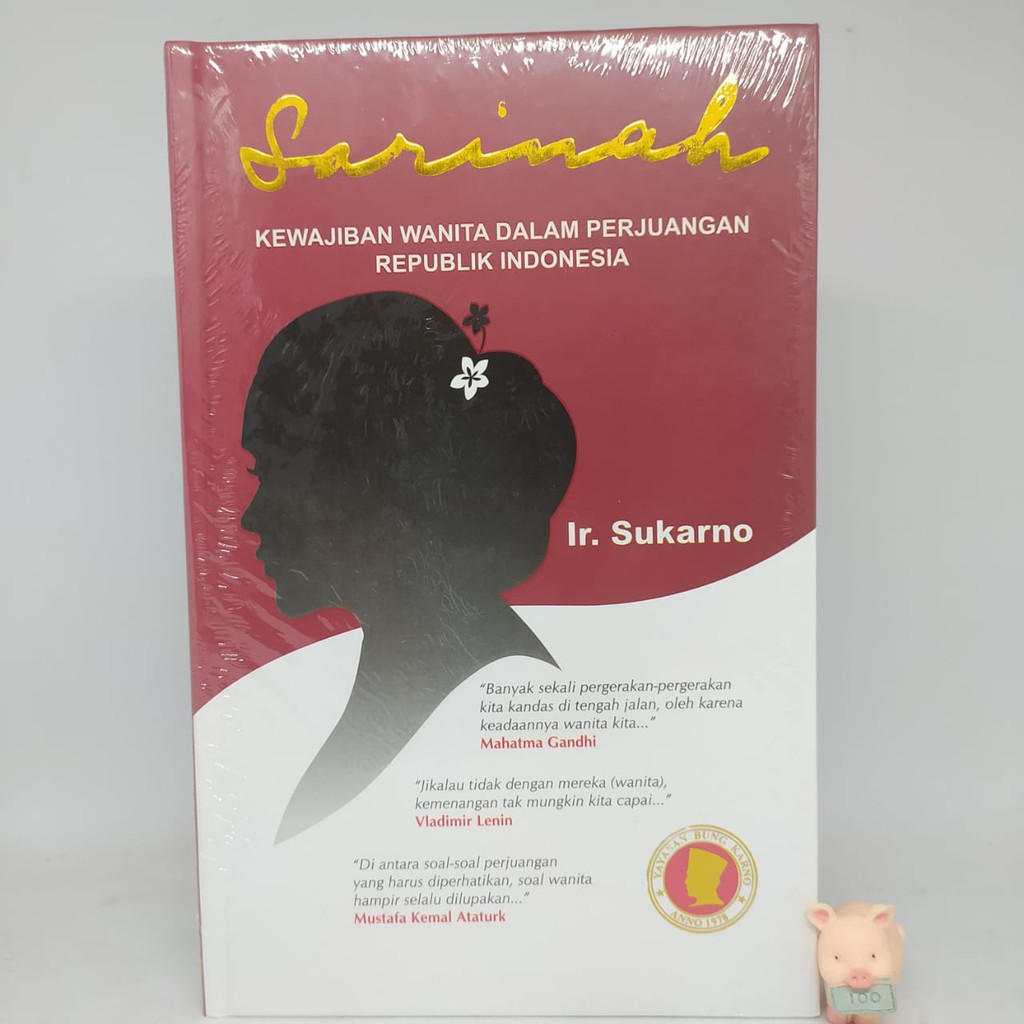 Sarinah
KEWAJIBAN WANITA DALAM PERJUANGAN
REPUBLIK INDONESIA
Ir. Sukarno
“Banyak sekali pergerakan-pergerakan
kita kandas di tengah jalan, oleh karena
keadaannya wanita kita...”
Mahatma Gandhi
“Jikalau tidak dengan mereka (wanita),
kemenangan tak mungkin kita capai...”
Vladimir Lenin
“Di antara soal-soal perjuangan
yang harus diperhatikan, soal wanita
hampir selalu dilupakan...”
Mustafa Kemal Ataturk
YAYASAN BUNG KARNO
ANNO 1978
100